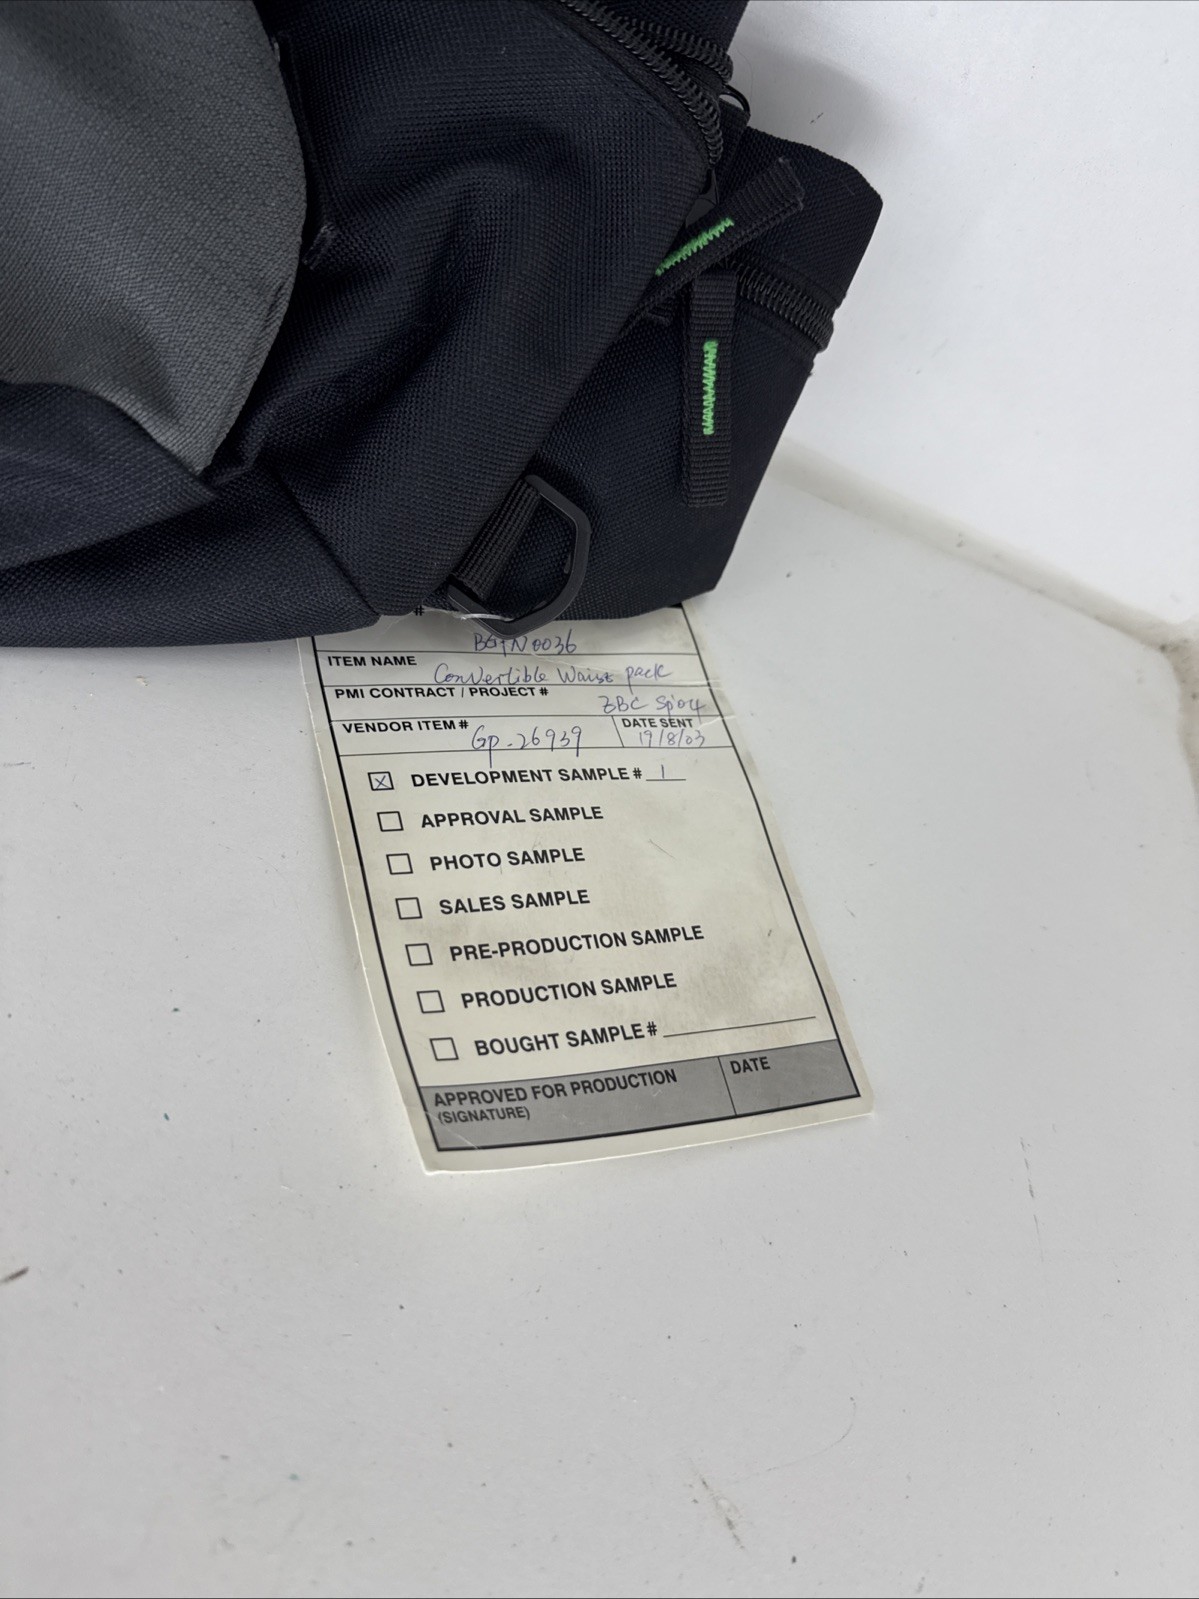 #
BGTN0036
ITEM NAME Convertible Waist pack
PMI CONTRACT / PROJECT # ZBC Sp'04
VENDOR ITEM # Gp-26939 DATE SENT 19/8/03
☒ DEVELOPMENT SAMPLE # 1
☐ APPROVAL SAMPLE
☐ PHOTO SAMPLE
☐ SALES SAMPLE
☐ PRE-PRODUCTION SAMPLE
☐ PRODUCTION SAMPLE
☐ BOUGHT SAMPLE #
APPROVED FOR PRODUCTION DATE
(SIGNATURE)